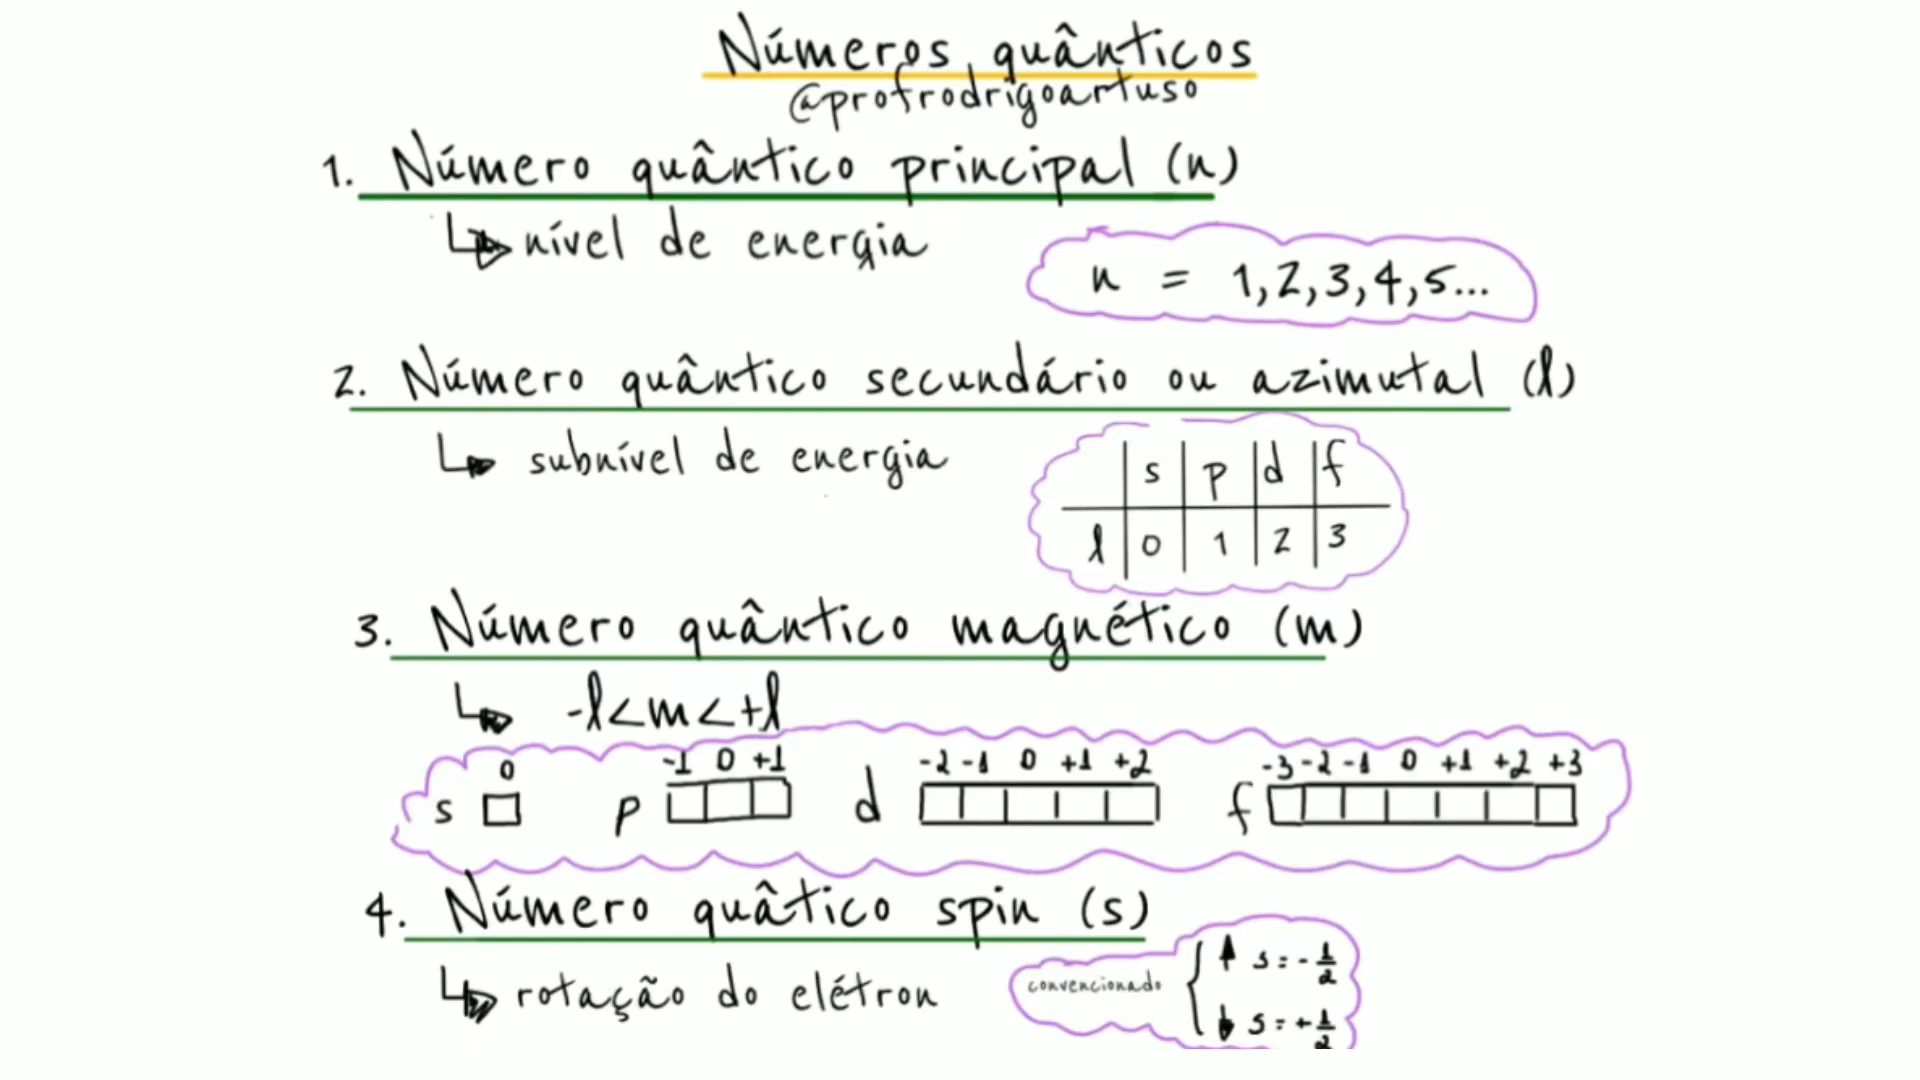 Números quânticos
@profrodrigoartuso
1. Número quântico principal (n)
nível de energia
n = 1,2,3,4,5...
2. Número quântico secundário ou azimutal (l)
subnível de energia
s p d f
l 0 1 2 3
3. Número quântico magnético (m)
-l<m<+l
0 -1 0 +1 -2 -1 0 +1 +2 -3 -2 -1 0 +1 +2 +3
s p d f
4. Número quâtico spin (s)
rotação do elétron
convencionado
s = - 1/2
s = + 1/2